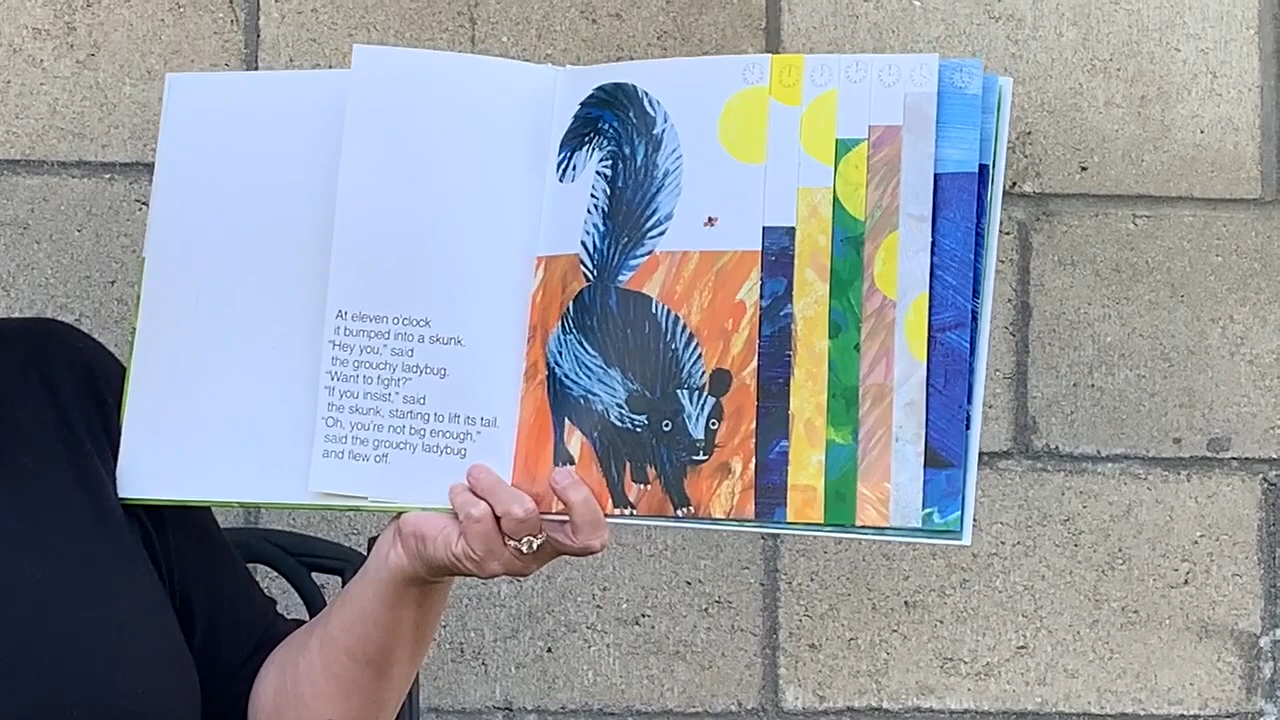 At eleven o'clock
it bumped into a skunk.
"Hey you," said
the grouchy ladybug.
"Want to fight?"
"If you insist," said
the skunk, starting to lift its tail.
"Oh, you're not big enough,"
said the grouchy ladybug
and flew off.